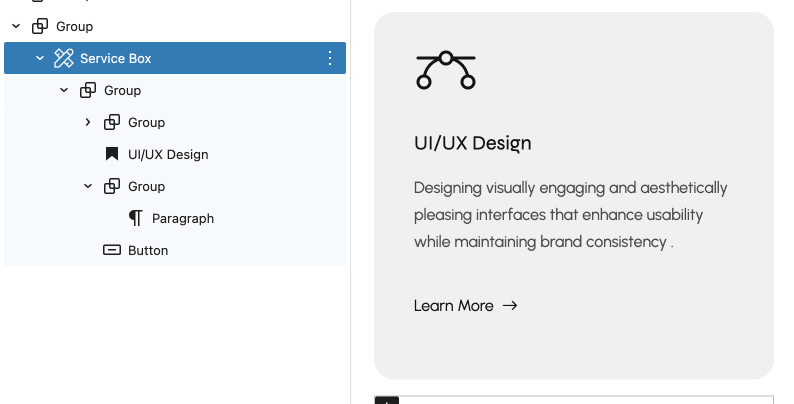 Group
Service Box
Group
Group
UI/UX Design
Group
Paragraph
Button
UI/UX Design
Designing visually engaging and aesthetically
pleasing interfaces that enhance usability
while maintaining brand consistency .
Learn More →